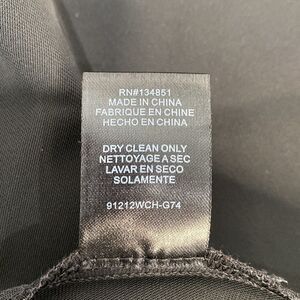 RN#134851
MADE IN CHINA
FABRIQUE EN CHINE
HECHO EN CHINA
DRY CLEAN ONLY
NETTOYAGE A SEC
LAVAR EN SECO
SOLAMENTE
91212WCH-G74